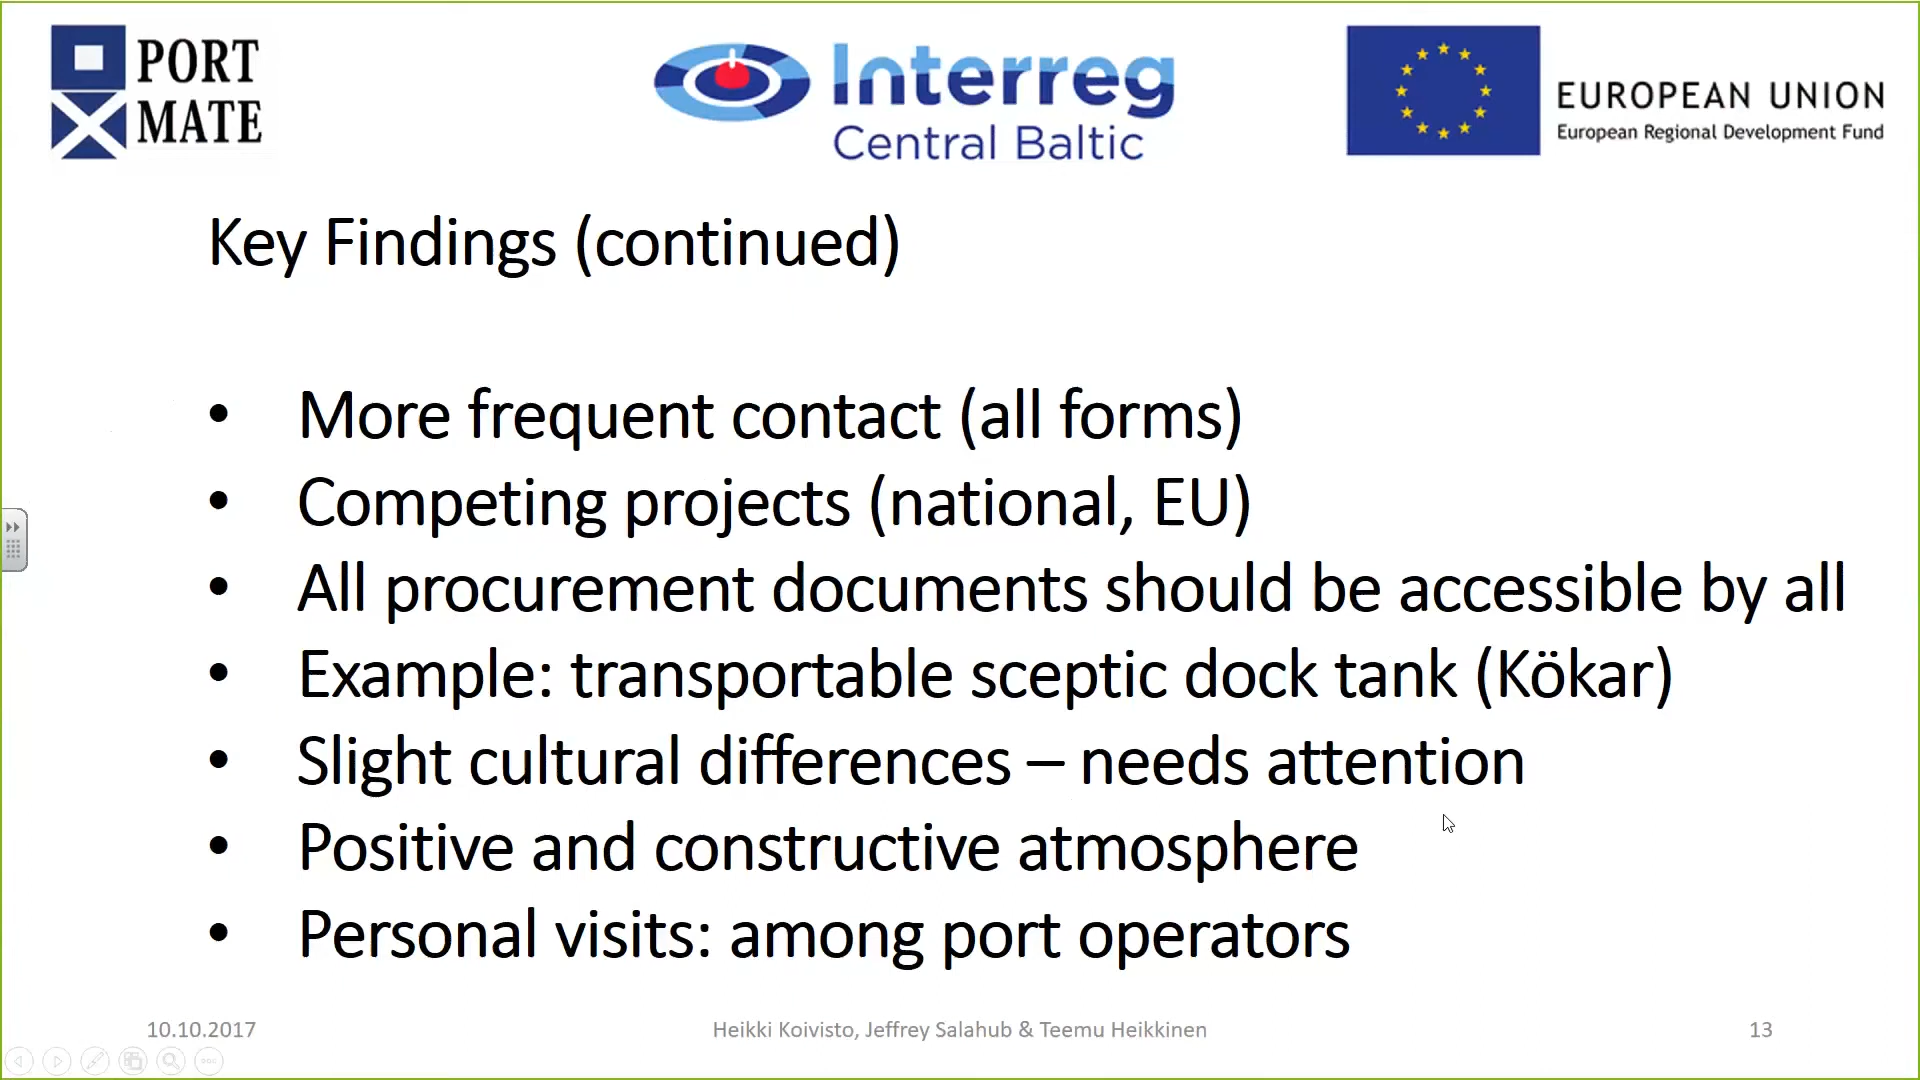 PORT
MATE
Interreg
Central Baltic
EUROPEAN UNION
European Regional Development Fund
Key Findings (continued)
• More frequent contact (all forms)
• Competing projects (national, EU)
• All procurement documents should be accessible by all
• Example: transportable sceptic dock tank (Kökar)
• Slight cultural differences – needs attention
• Positive and constructive atmosphere
• Personal visits: among port operators
10.10.2017
Heikki Koivisto, Jeffrey Salahub & Teemu Heikkinen
13